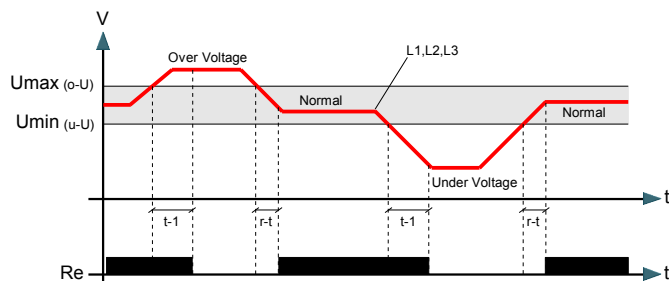 V
Over Voltage
L1,L2,L3
Umax (o-U)
Normal
Umin (u-U)
Normal
Under Voltage
t
t-1
r-t
t-1
r-t
Re
t